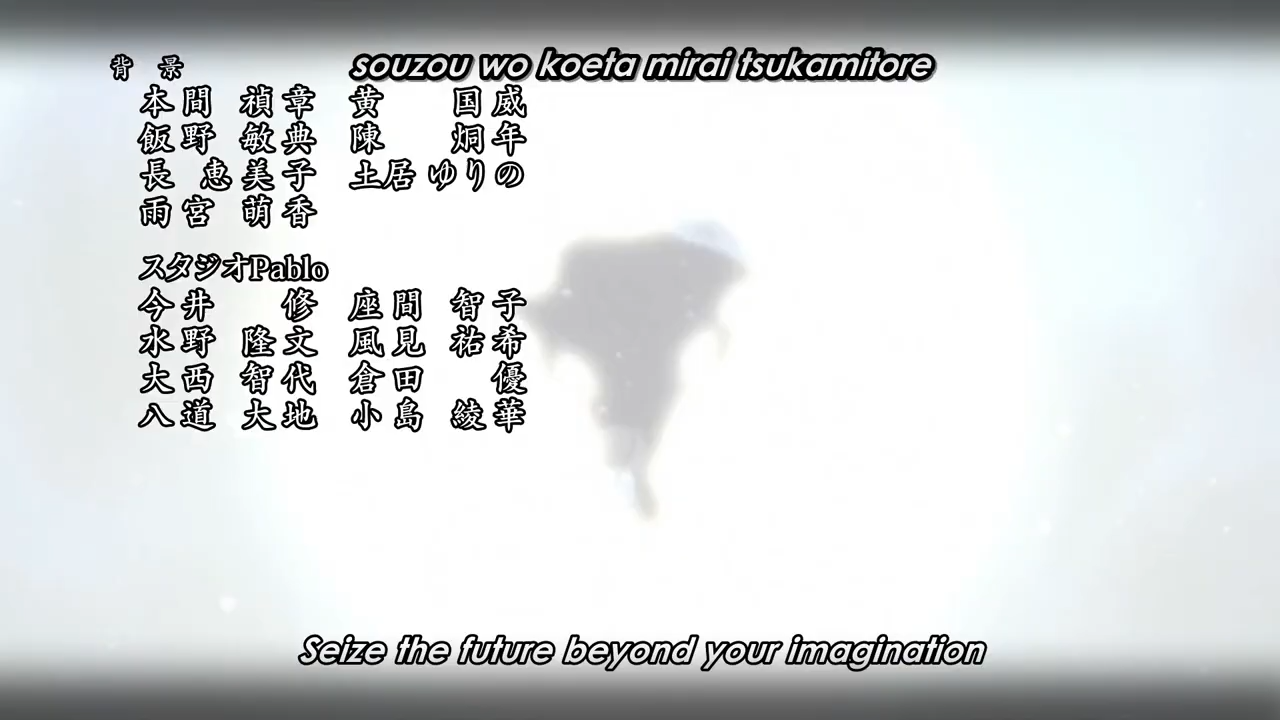 souzou wo koeta mirai tsukamitore
背景
本間 禎章 黄 国威
飯野 敏典 陳 炯年
長 恵美子 土居 ゆりの
雨宮 萌香
スタジオPablo
今井 修 座間 智子
水野 隆文 風見 祐希
大西 智代 倉田 優
八道 大地 小島 綾華
Seize the future beyond your imagination